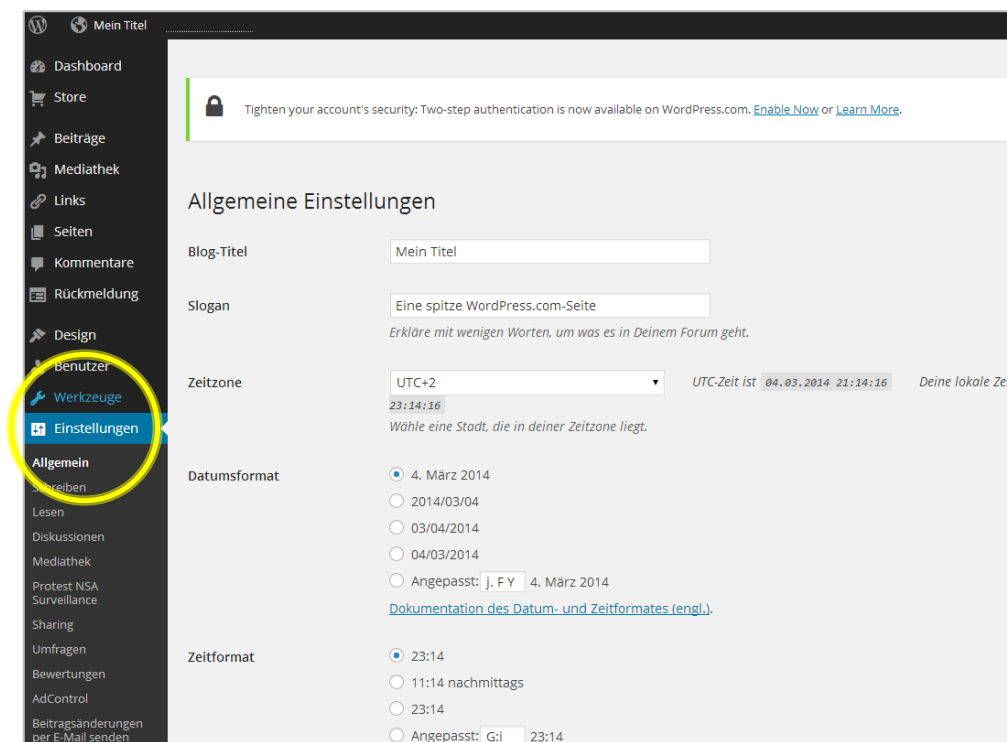 Mein Titel
Dashboard
Store
Beiträge
Mediathek
Links
Seiten
Kommentare
Rückmeldung
Design
Benutzer
Werkzeuge
Einstellungen
Allgemein
Schreiben
Lesen
Diskussionen
Mediathek
Protest NSA
Surveillance
Sharing
Umfragen
Bewertungen
AdControl
Beitragsänderungen
per E-Mail senden
Tighten your account's security: Two-step authentication is now available on WordPress.com. Enable Now or Learn More.
Allgemeine Einstellungen
Blog-Titel Mein Titel
Slogan Eine spitze WordPress.com-Seite
Erkläre mit wenigen Worten, um was es in Deinem Forum geht.
Zeitzone UTC+2 UTC-Zeit ist 04.03.2014 21:14:16 Deine lokale Ze
23:14:16
Wähle eine Stadt, die in deiner Zeitzone liegt.
Datumsformat 4. März 2014
2014/03/04
03/04/2014
04/03/2014
Angepasst: j. F Y 4. März 2014
Dokumentation des Datum- und Zeitformates (engl.).
Zeitformat 23:14
11:14 nachmittags
23:14
Angepasst: G:i 23:14